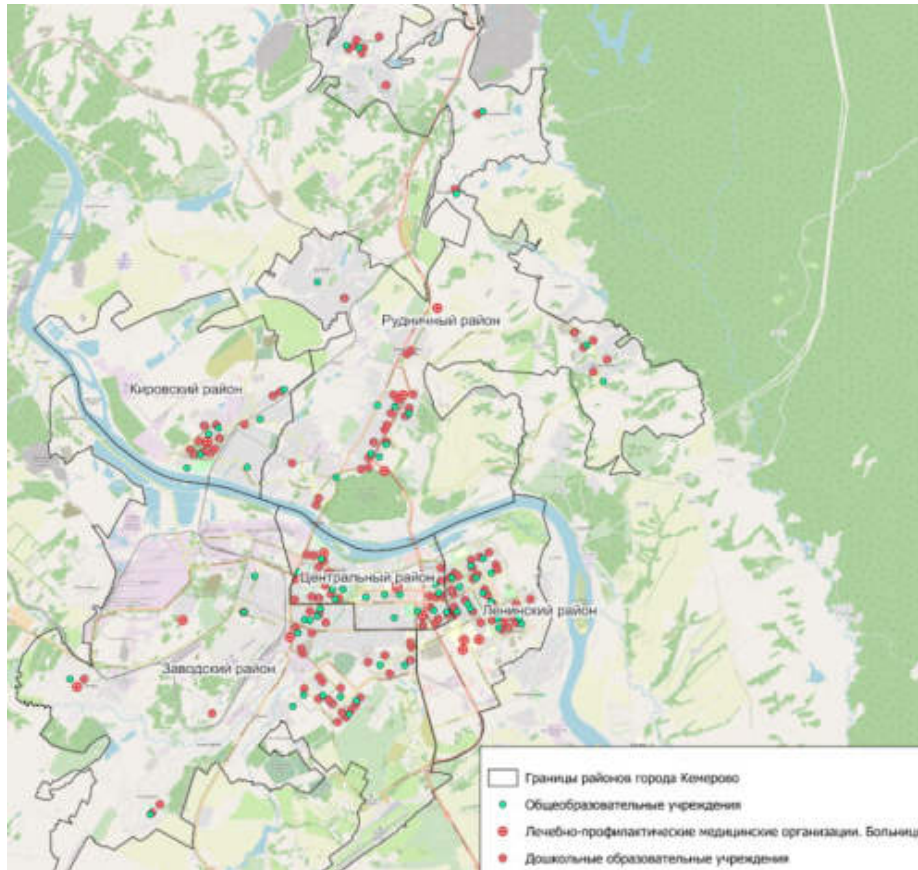 Рудничный район
Кировский район
Центральный район
Ленинский район
Заводский район
Границы районов города Кемерово
Общеобразовательные учреждения
Лечебно-профилактические медицинские организации. Больниц
Дошкольные образовательные учреждения